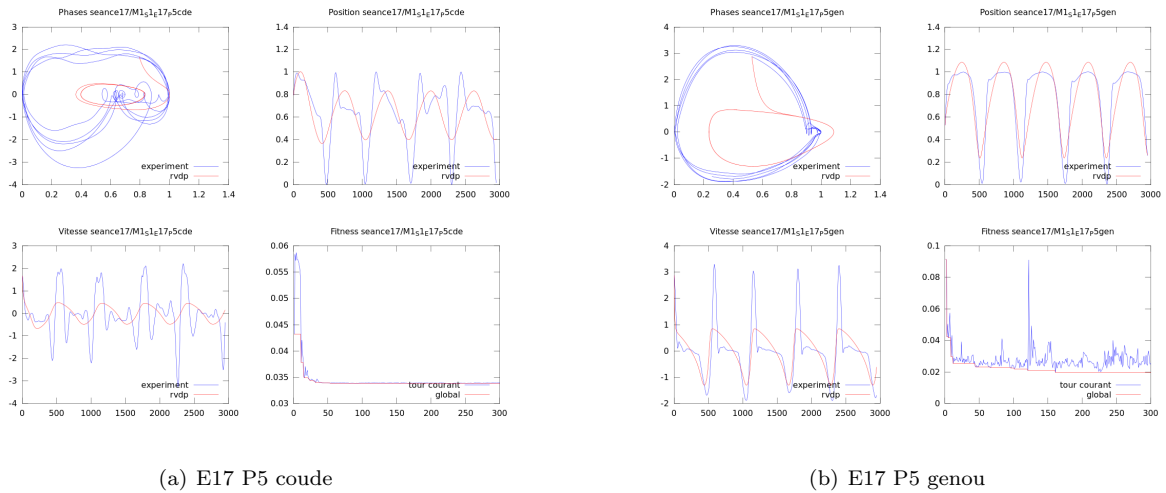 Phases seance17/M1S1E17P5cde
3
2
1
0
-1
-2
-3
-4
0 0.2 0.4 0.6 0.8 1 1.2 1.4
experiment
rvdp
Position seance17/M1S1E17P5cde
1.4
1.2
1
0.8
0.6
0.4
0.2
0
0 500 1000 1500 2000 2500 3000
experiment
rvdp
Vitesse seance17/M1S1E17P5cde
3
2
1
0
-1
-2
-3
-4
0 500 1000 1500 2000 2500 3000
experiment
rvdp
Fitness seance17/M1S1E17P5cde
0.06
0.055
0.05
0.045
0.04
0.035
0.03
0 50 100 150 200 250 300
tour courant
global
(a) E17 P5 coude
Phases seance17/M1S1E17P5gen
4
3
2
1
0
-1
-2
0 0.2 0.4 0.6 0.8 1 1.2 1.4
experiment
rvdp
Position seance17/M1S1E17P5gen
1.4
1.2
1
0.8
0.6
0.4
0.2
0
0 500 1000 1500 2000 2500 3000
experiment
rvdp
Vitesse seance17/M1S1E17P5gen
4
3
2
1
0
-1
-2
0 500 1000 1500 2000 2500 3000
experiment
rvdp
Fitness seance17/M1S1E17P5gen
0.1
0.08
0.06
0.04
0.02
0
0 50 100 150 200 250 300
tour courant
global
(b) E17 P5 genou